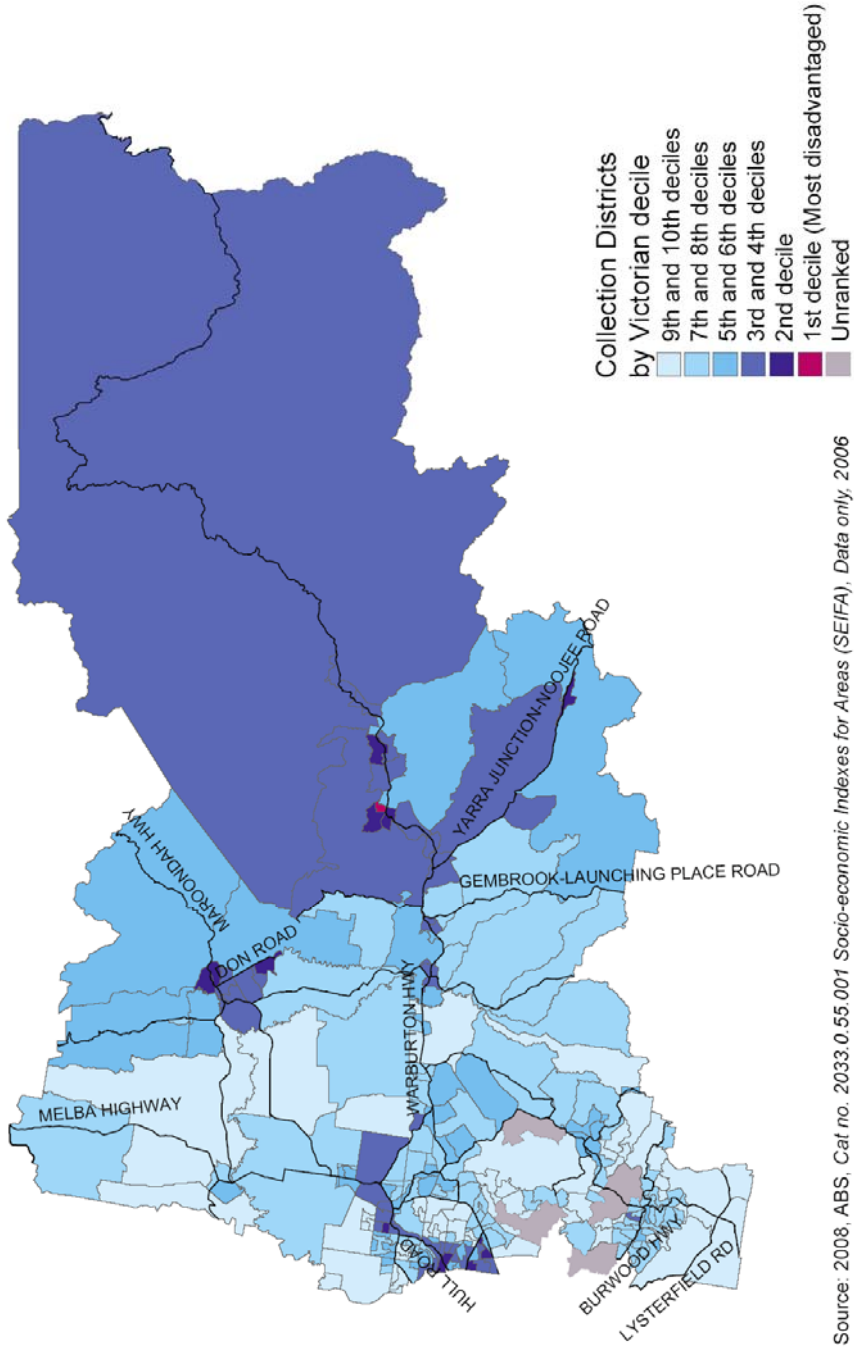 MAROONDAH HWY
DON ROAD
MELBA HIGHWAY
WARBURTON HWY
YARRA JUNCTION-NOOJEE ROAD
GEMBROOK-LAUNCHING PLACE ROAD
HULL ROAD
BURWOOD HWY
LYSTERFIELD RD
Collection Districts
by Victorian decile
9th and 10th deciles
7th and 8th deciles
5th and 6th deciles
3rd and 4th deciles
2nd decile
1st decile (Most disadvantaged)
Unranked
Source: 2008, ABS, Cat no. 2033.0.55.001 Socio-economic Indexes for Areas (SEIFA), Data only, 2006